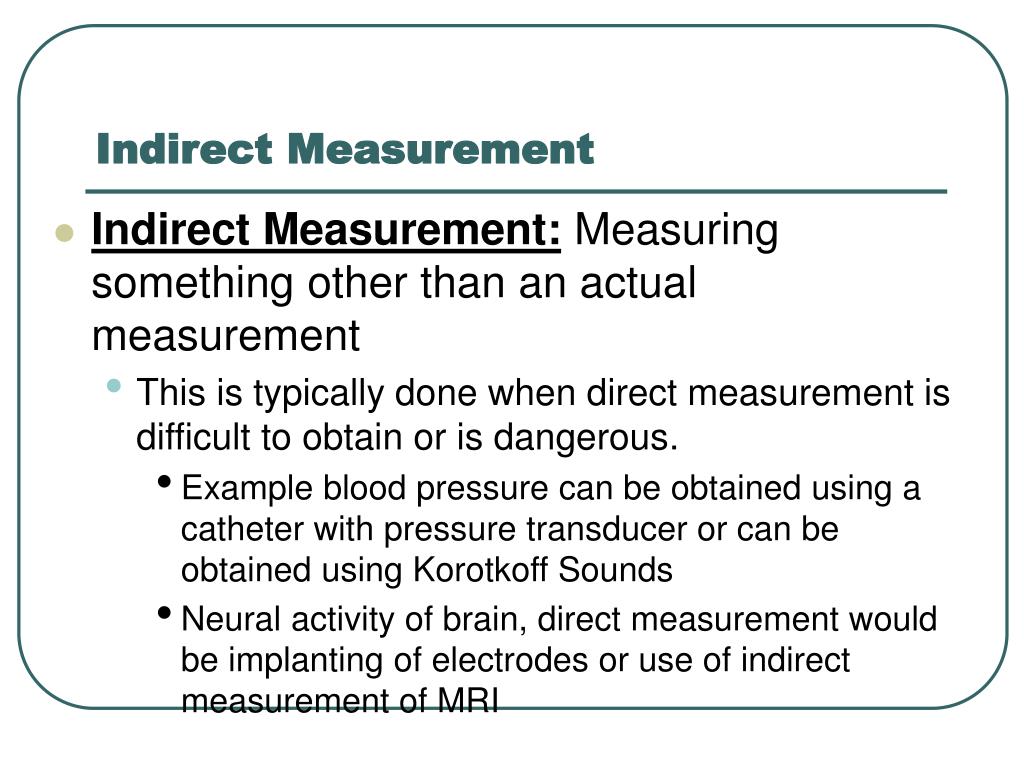 Indirect Measurement
Indirect Measurement: Measuring
something other than an actual
measurement
This is typically done when direct measurement is
difficult to obtain or is dangerous.
Example blood pressure can be obtained using a
catheter with pressure transducer or can be
obtained using Korotkoff Sounds
Neural activity of brain, direct measurement would
be implanting of electrodes or use of indirect
measurement of MRI